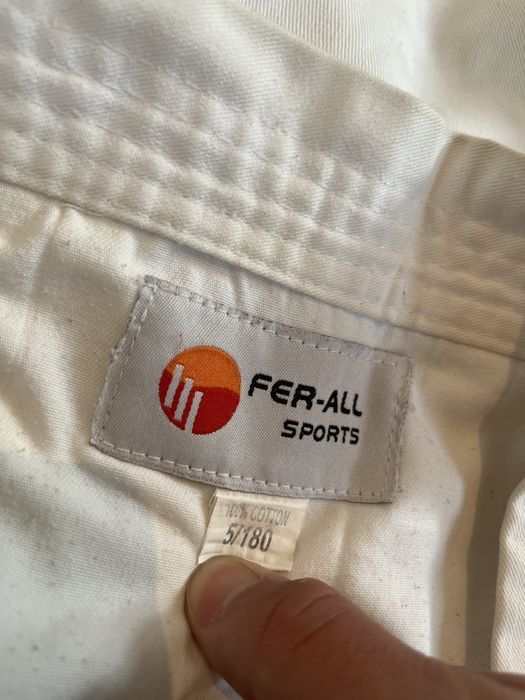 FER-ALL
SPORTS
100% COTTON
5/180